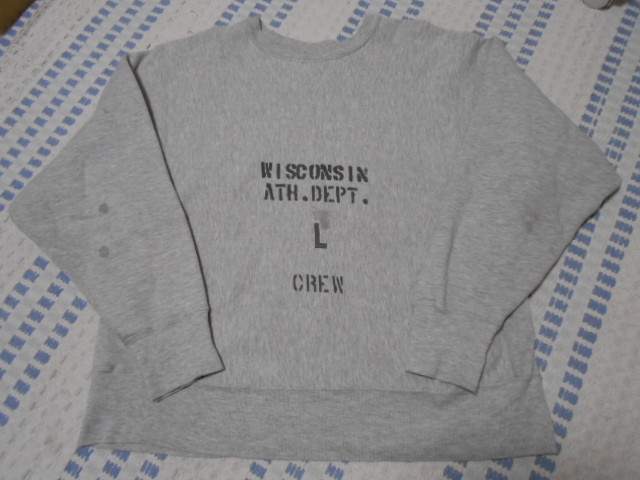 WISCONSIN
ATH.DEPT.
L
CREW